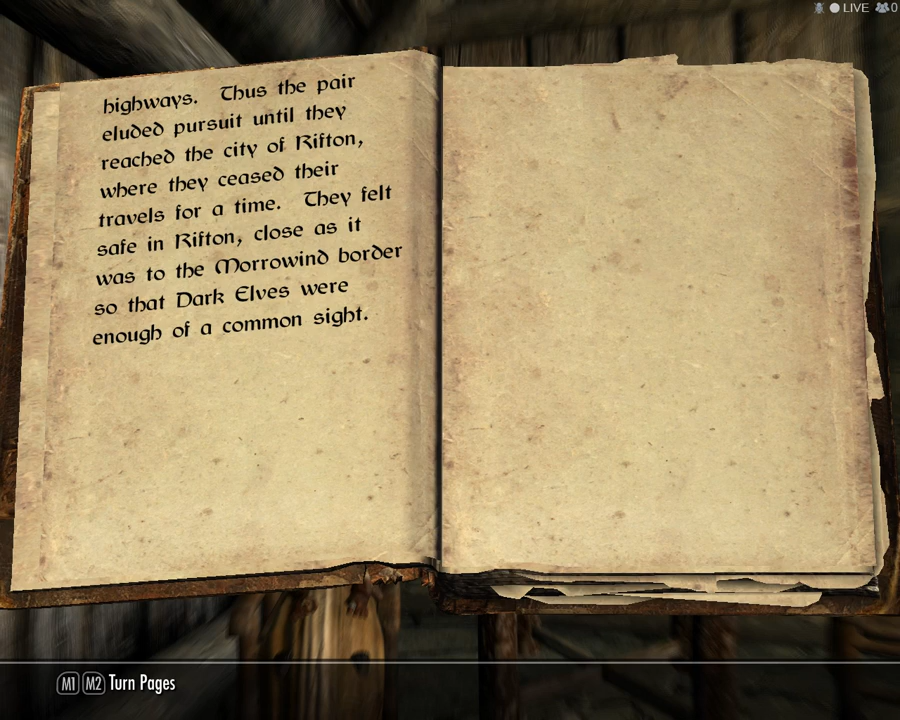 LIVE 0
highways. Thus the pair
eluded pursuit until they
reached the city of Rifton,
where they ceased their
travels for a time. They felt
safe in Rifton, close as it
was to the Morrowind border
so that Dark Elves were
enough of a common sight.
M1 M2 Turn Pages